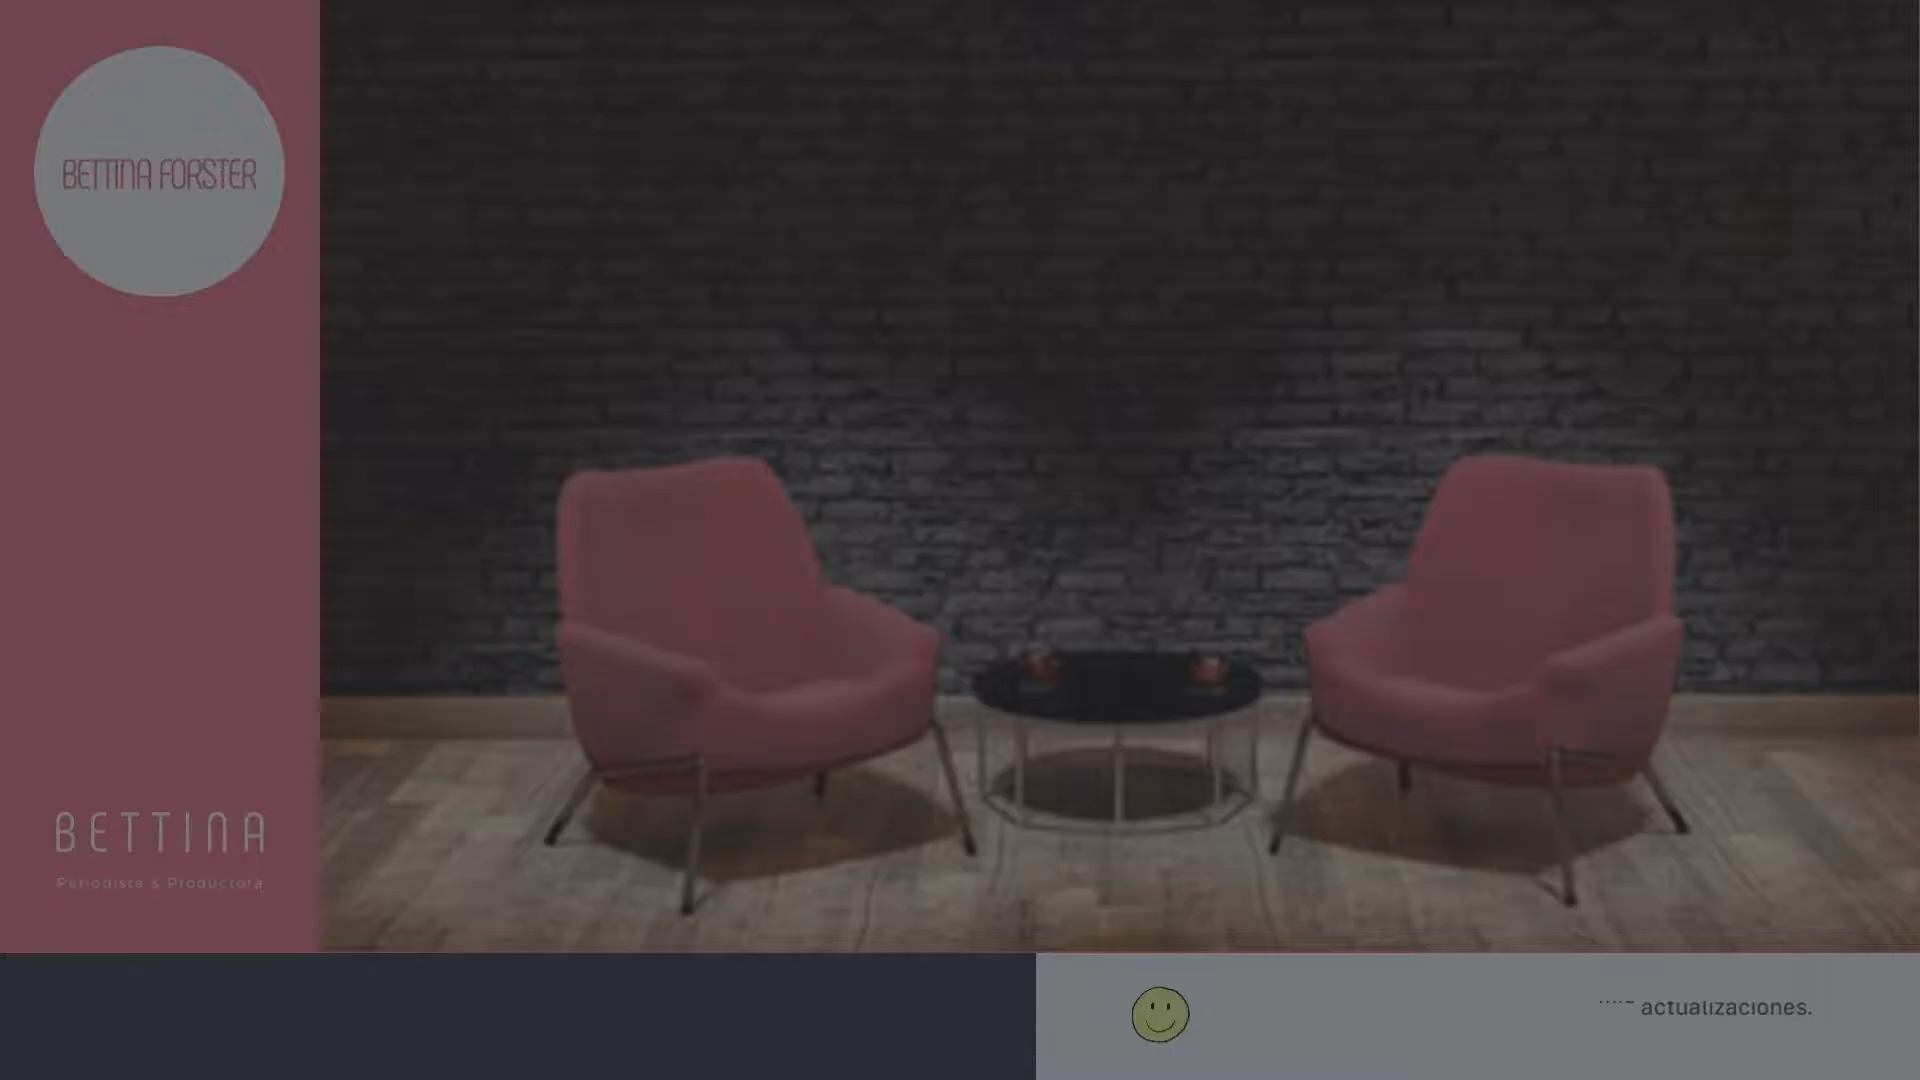 BETTINA FORSTER
BETTINA
Periodista & Productora
actualizaciones.